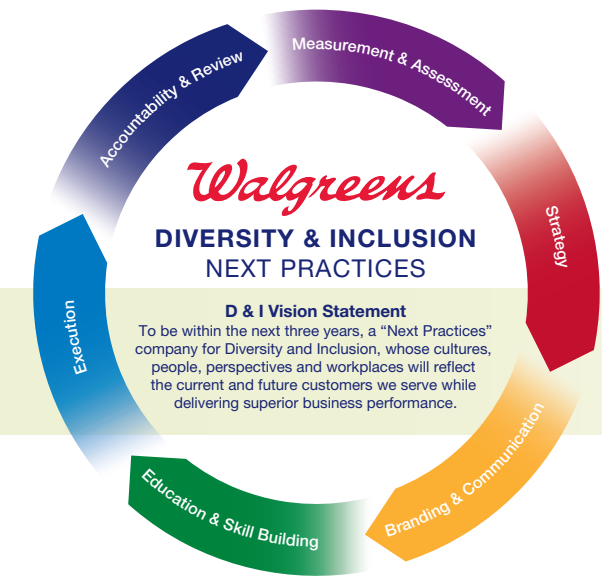 Measurement & Assessment
Strategy
Branding & Communication
Education & Skill Building
Execution
Accountability & Review
Walgreens
DIVERSITY & INCLUSION
NEXT PRACTICES
D & I Vision Statement
To be within the next three years, a “Next Practices”
company for Diversity and Inclusion, whose cultures,
people, perspectives and workplaces will reflect
the current and future customers we serve while
delivering superior business performance.